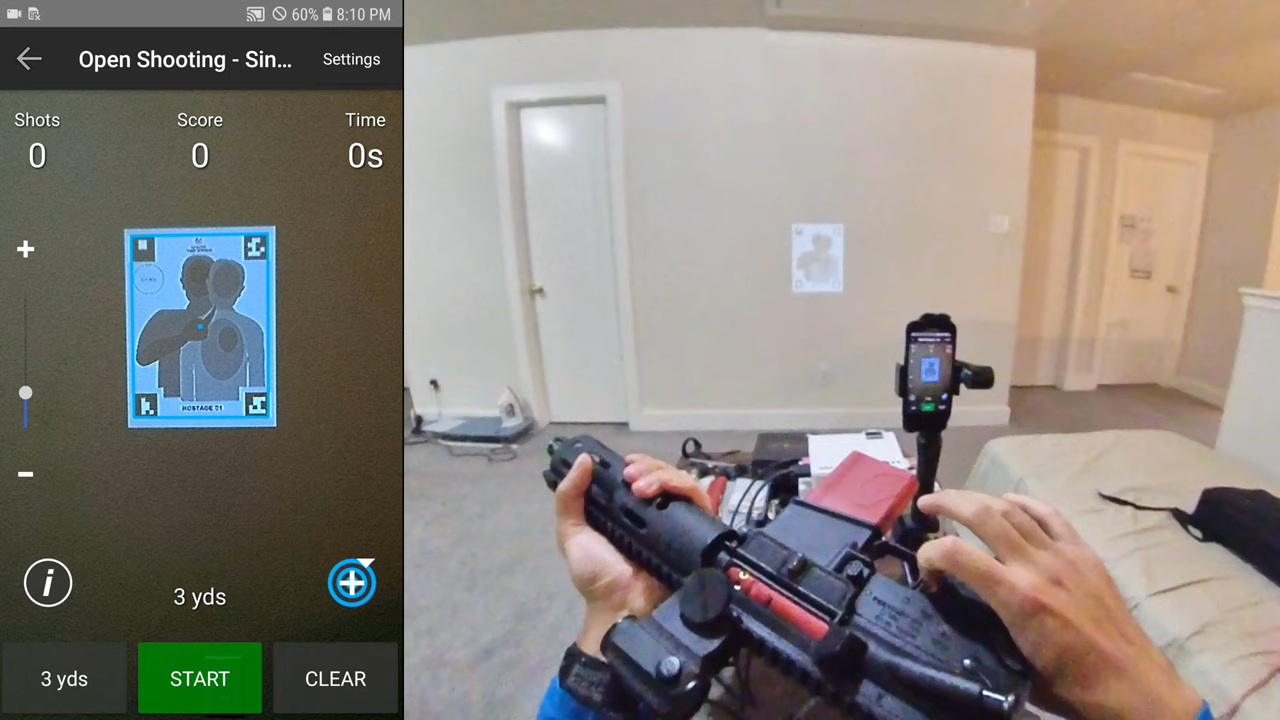 60% 8:10 PM
Open Shooting - Sin...
Settings
Shots
Score
Time
0
0
0s
+
HOSTAGE 01
-
i
3 yds
3 yds
START
CLEAR